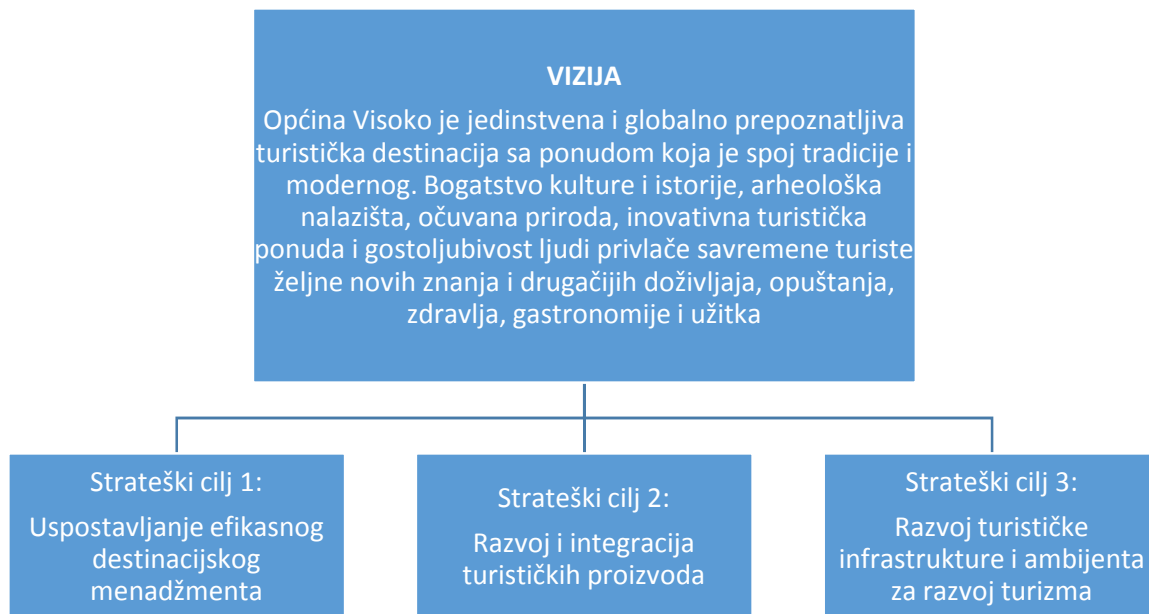 VIZIJA
Općina Visoko je jedinstvena i globalno prepoznatljiva
turistička destinacija sa ponudom koja je spoj tradicije i
modernog. Bogatstvo kulture i istorije, arheološka
nalazišta, očuvana priroda, inovativna turistička
ponuda i gostoljubivost ljudi privlače savremene turiste
željne novih znanja i drugačijih doživljaja, opuštanja,
zdravlja, gastronomije i užitka
Strateški cilj 1:
Uspostavljanje efikasnog
destinacijskog
menadžmenta
Strateški cilj 2:
Razvoj i integracija
turističkih proizvoda
Strateški cilj 3:
Razvoj turističke
infrastrukture i ambijenta
za razvoj turizma